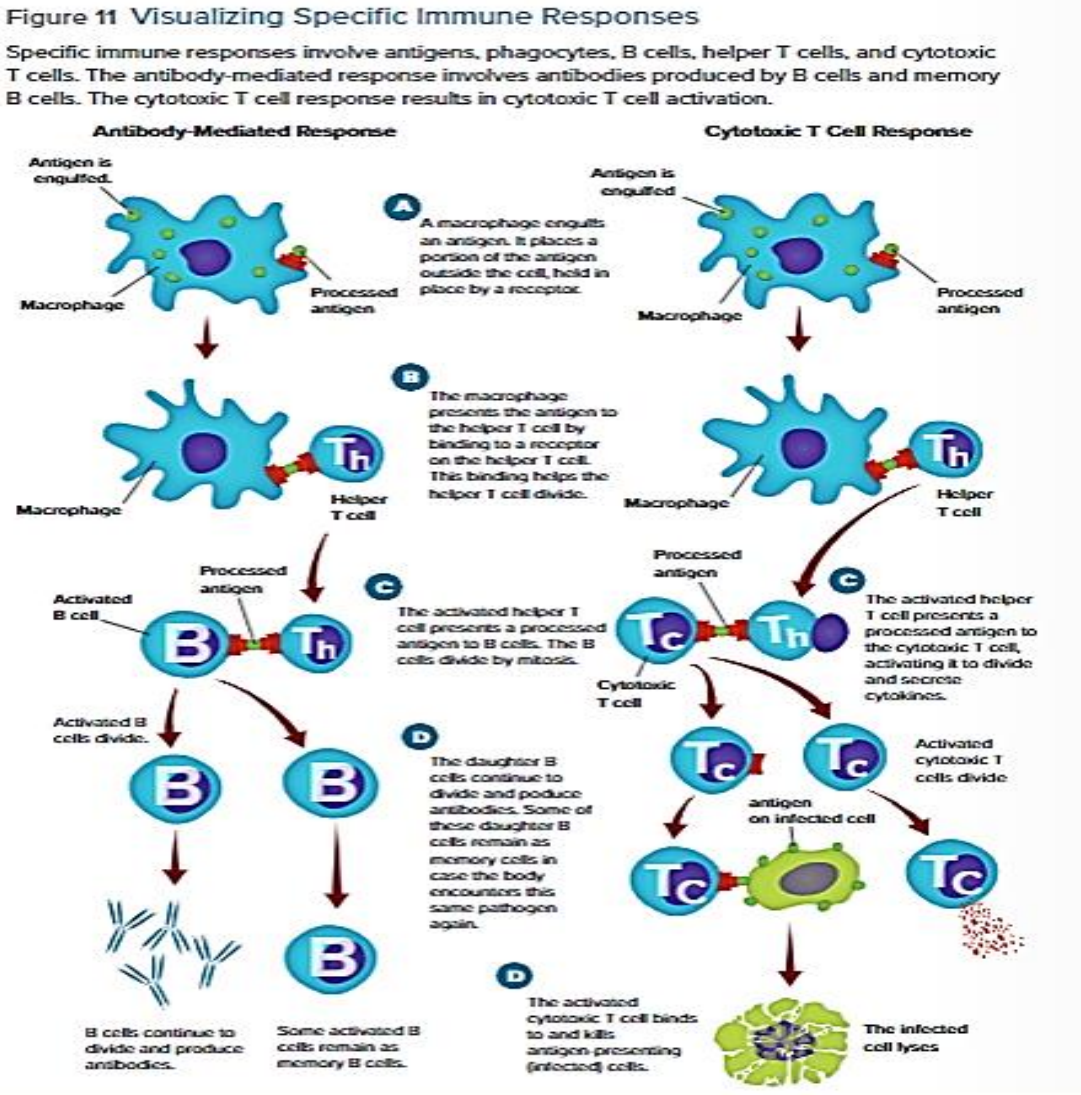 Figure 11 Visualizing Specific Immune Responses
Specific immune responses involve antigens, phagocytes, B cells, helper T cells, and cytotoxic
T cells. The antibody-mediated response involves antibodies produced by B cells and memory
B cells. The cytotoxic T cell response results in cytotoxic T cell activation.
Antibody-Mediated Response
Antigen is
engulfed.
Macrophage
Processed
antigen
A
A macrophage engulfs
an antigen. It places a
portion of the antigen
outside the cell, held in
place by a receptor.
Cytotoxic T Cell Response
Antigen is
engulfed
Macrophage
Processed
antigen
Macrophage
Th
Helper
T cell
B
The macrophage
presents the antigen to
the helper T cell by
binding to a receptor
on the helper T cell.
This binding helps the
helper T cell divide.
Macrophage
Th
Helper
T cell
Processed
antigen
Activated
B cell
B
Th
C
The activated helper T
cell presents a processed
antigen to B cells. The B
cells divide by mitosis.
Processed
antigen
Tc
Th
Cytotoxic
T cell
C
The activated helper
T cell presents a
processed antigen to
the cytotoxic T cell,
activating it to divide
and secrete
cytokines.
Activated B
cells divide.
B
B
D
The daughter B
cells continue to
divide and poduce
antibodies. Some of
these daughter B
cells remain as
memory cells in
case the body
encounters this
same pathogen
again.
B
B cells continue to
divide and produce
antibodies.
Some activated B
cells remain as
memory B cells.
Tc
Tc
Activated
cytotoxic T
cells divide
antigen
on infected cell
Tc
Tc
D
The activated
cytotoxic T cell binds
to and kills
antigen-presenting
(infected) cells.
The infected
cell lyses